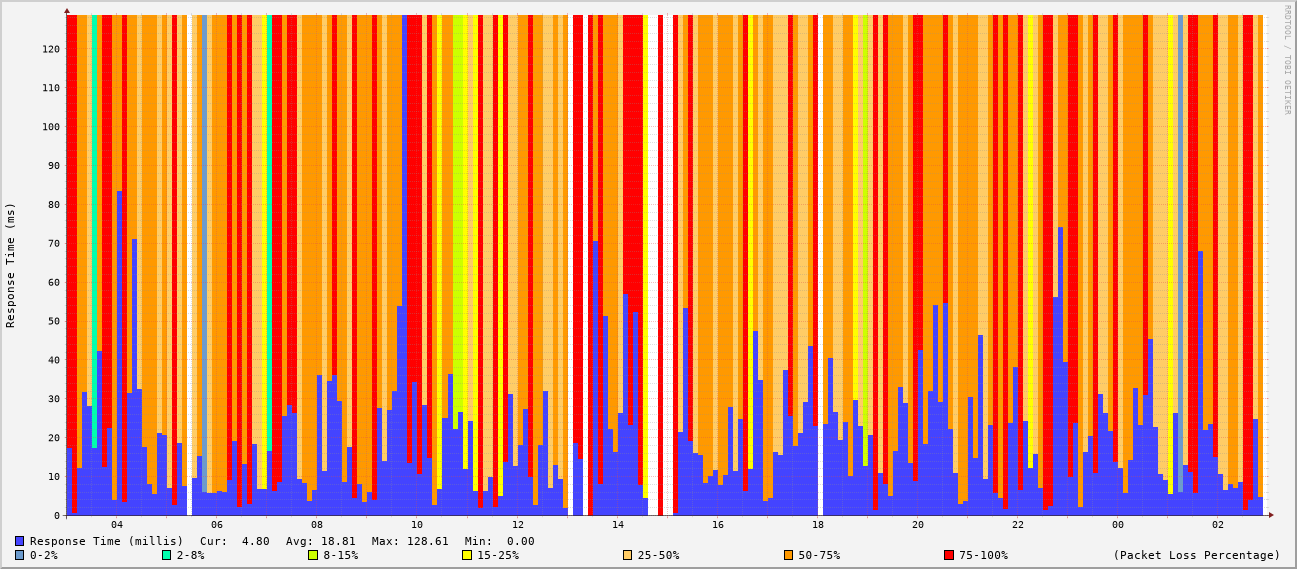 RRDTOOL / TOBI OETIKER
Response Time (ms)
120
110
100
90
80
70
60
50
40
30
20
10
0
04 06 08 10 12 14 16 18 20 22 00 02
Response Time (millis) Cur: 4.80 Avg: 18.81 Max: 128.61 Min: 0.00
0-2% 2-8% 8-15% 15-25% 25-50% 50-75% 75-100% (Packet Loss Percentage)